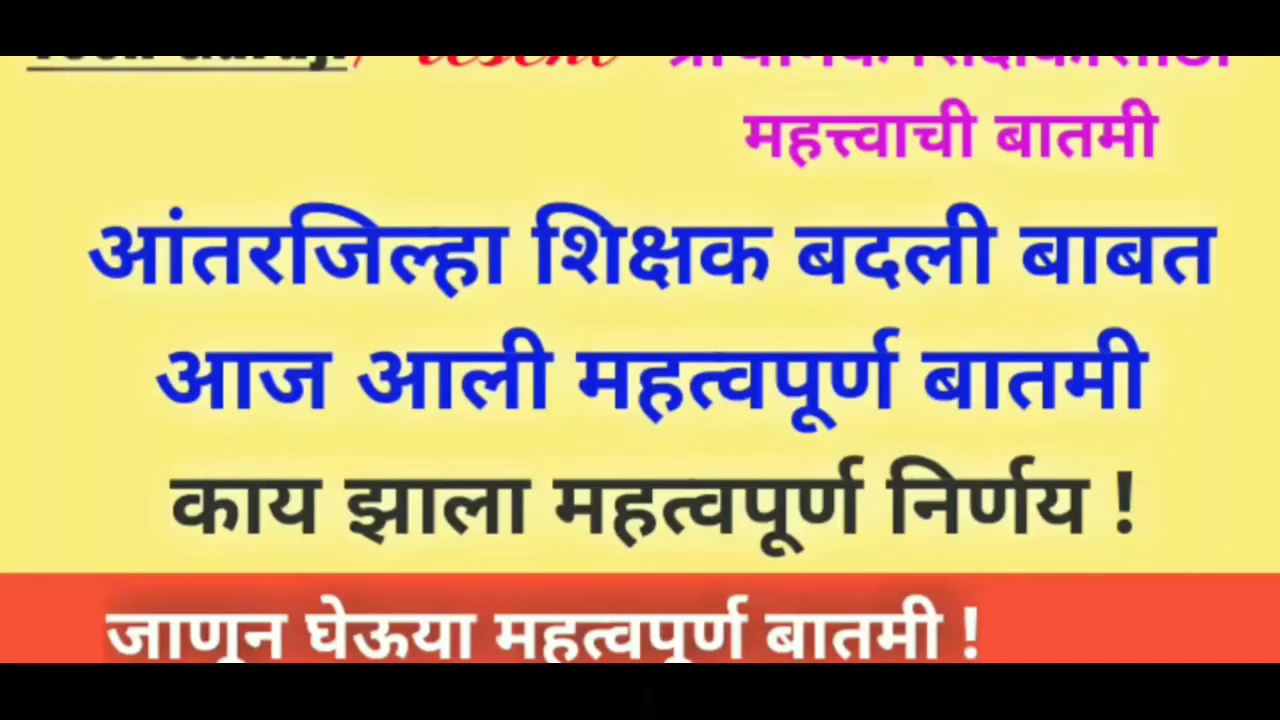 महत्त्वाची बातमी
आंतरजिल्हा शिक्षक बदली बाबत
आज आली महत्वपूर्ण बातमी
काय झाला महत्वपूर्ण निर्णय !
जाणून घेऊया महत्वपूर्ण बातमी !